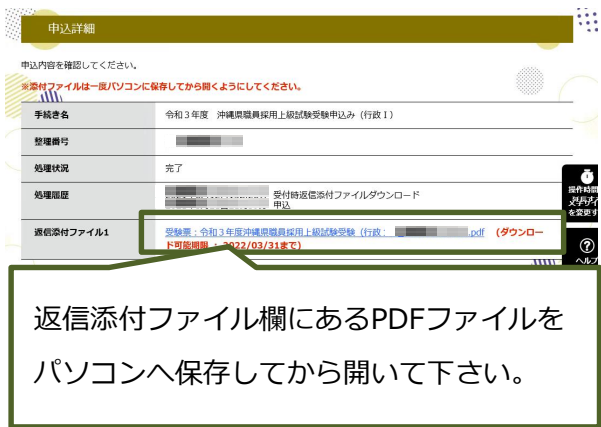 申込詳細
申込内容を確認してください。
※添付ファイルは一度パソコンに保存してから開くようにしてください。
手続き名 令和3年度 沖縄県職員採用上級試験受験申込み（行政Ⅰ）
整理番号
処理状況 完了
処理履歴 受付時返信添付ファイルダウンロード
申込
返信添付ファイル1 受験票：令和3年度沖縄県職員採用上級試験受験（行政： .pdf (ダウンロー
ド可能期限 : 2022/03/31まで)
操作時間
を変更す
ヘルプ
返信添付ファイル欄にあるPDFファイルを
パソコンへ保存してから開いて下さい。